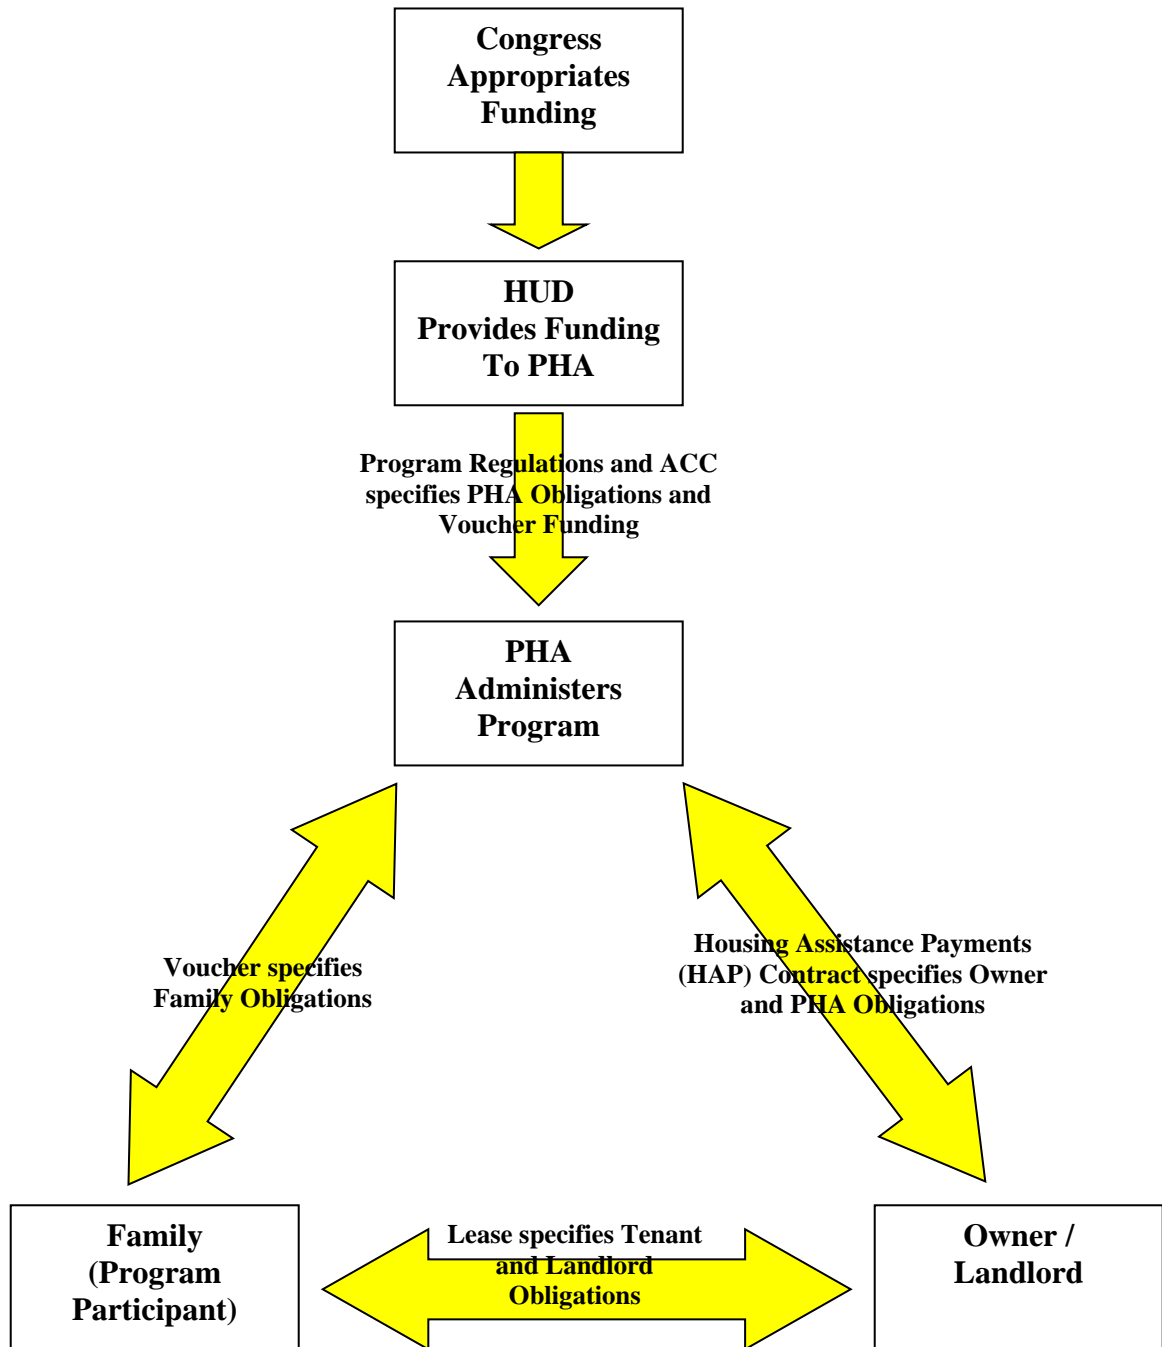 Congress
Appropriates
Funding
HUD
Provides Funding
To PHA
Program Regulations and ACC
specifies PHA Obligations and
Voucher Funding
PHA
Administers
Program
Voucher specifies
Family Obligations
Housing Assistance Payments
(HAP) Contract specifies Owner
and PHA Obligations
Family
(Program
Participant)
Lease specifies Tenant
and Landlord
Obligations
Owner /
Landlord